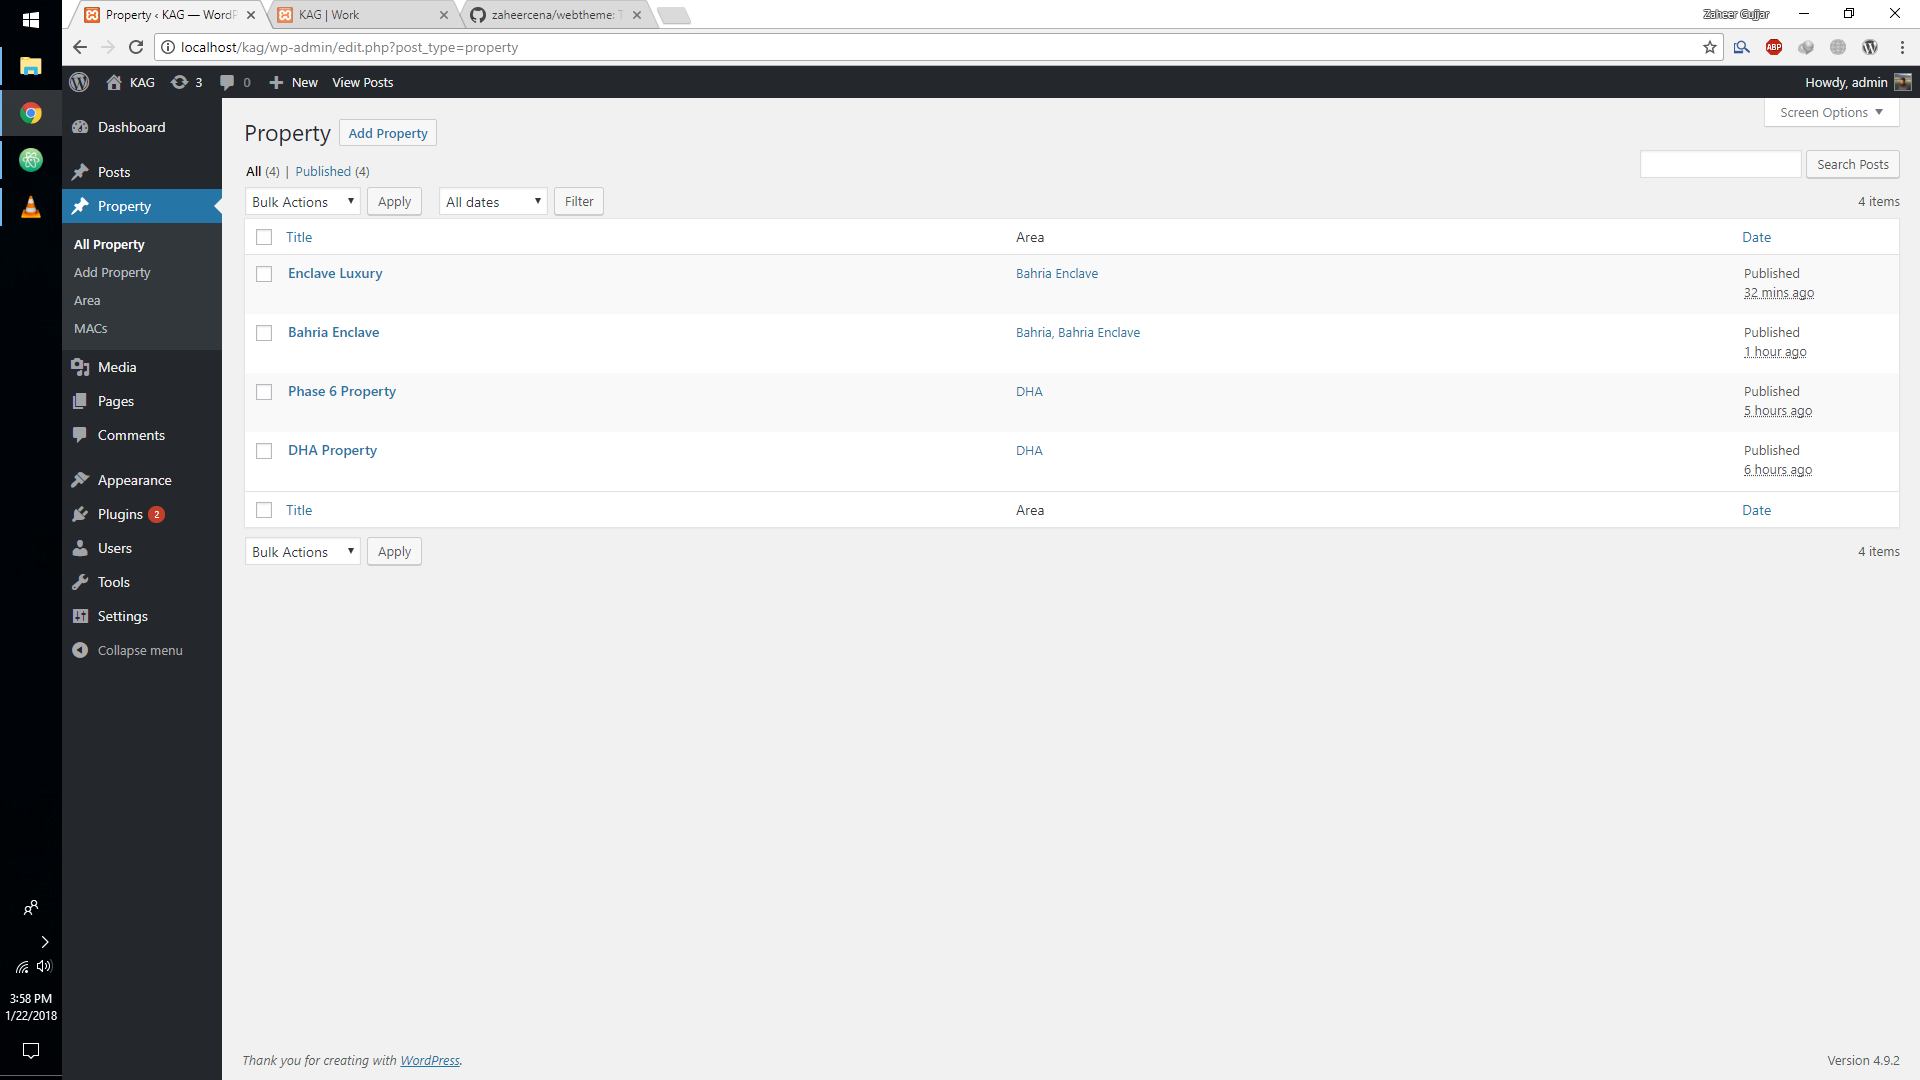 Property ‹ KAG — WordP
KAG | Work
zaheercena/webtheme: T
Zaheer Gujjar
localhost/kag/wp-admin/edit.php?post_type=property
ABP
KAG 3 0 New View Posts
Howdy, admin
Dashboard
Posts
Property
All Property
Add Property
Area
MACs
Media
Pages
Comments
Appearance
Plugins 2
Users
Tools
Settings
Collapse menu
Screen Options
Property Add Property
All (4) | Published (4)
Search Posts
Bulk Actions Apply All dates Filter
4 items
Title Area Date
Enclave Luxury Bahria Enclave Published
32 mins ago
Bahria Enclave Bahria, Bahria Enclave Published
1 hour ago
Phase 6 Property DHA Published
5 hours ago
DHA Property DHA Published
6 hours ago
Title Area Date
Bulk Actions Apply
4 items
3:58 PM
1/22/2018
Thank you for creating with WordPress.
Version 4.9.2